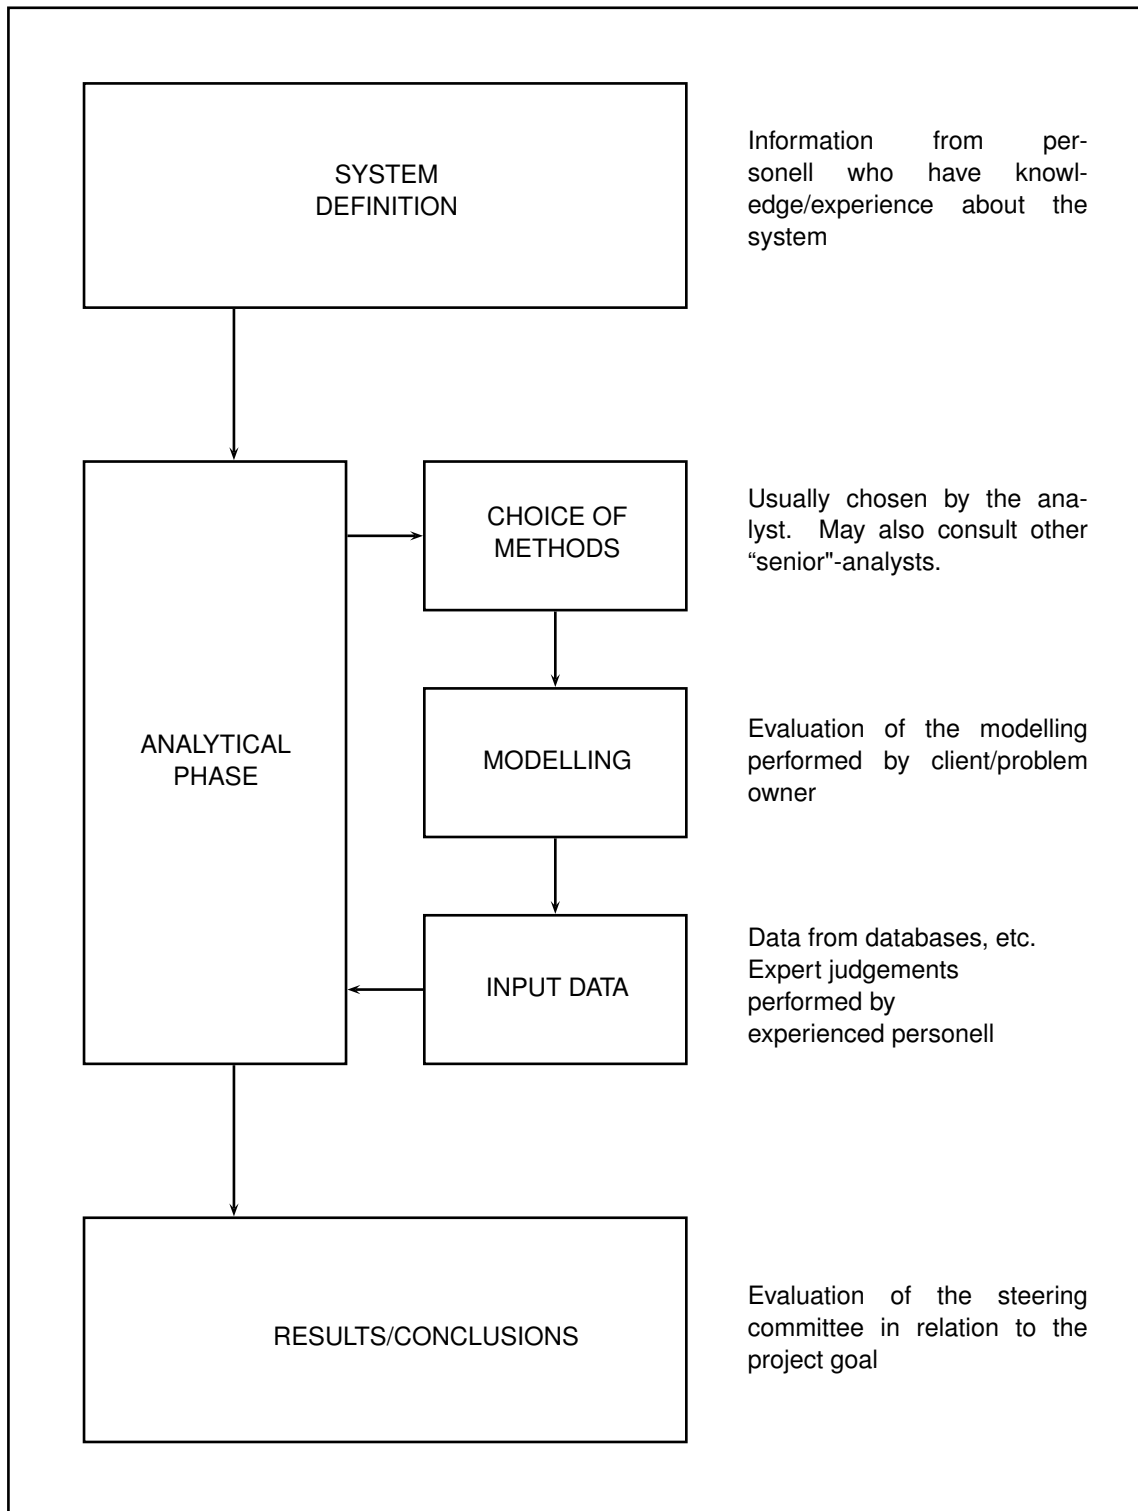 SYSTEM
DEFINITION
Information from per-
sonell who have knowl-
edge/experience about the
system
ANALYTICAL
PHASE
CHOICE OF
METHODS
Usually chosen by the ana-
lyst. May also consult other
“senior"-analysts.
MODELLING
Evaluation of the modelling
performed by client/problem
owner
INPUT DATA
Data from databases, etc.
Expert judgements
performed by
experienced personell
RESULTS/CONCLUSIONS
Evaluation of the steering
committee in relation to the
project goal